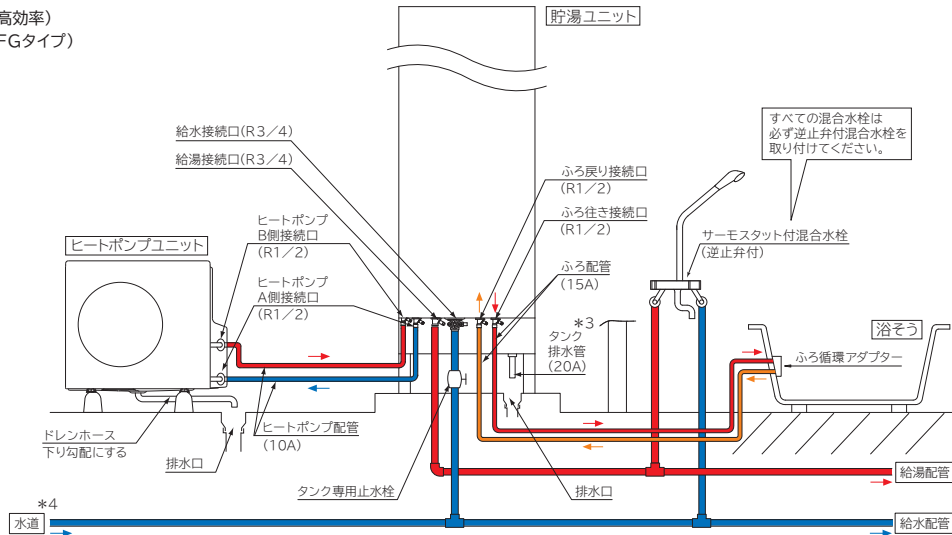 高効率）
FGタイプ）
貯湯ユニット
給水接続口(R3／4)
給湯接続口(R3／4)
ヒートポンプ
B側接続口
(R1／2)
ヒートポンプユニット
ヒートポンプ
A側接続口
(R1／2)
ふろ戻り接続口
(R1／2)
ふろ往き接続口
(R1／2)
ふろ配管
(15A)
*3
タンク
排水管
(20A)
すべての混合水栓は
必ず逆止弁付混合水栓を
取り付けてください。
サーモスタット付混合水栓
(逆止弁付)
浴そう
ふろ循環アダプター
ドレンホース
下り勾配にする
排水口
ヒートポンプ配管
(10A)
タンク専用止水栓
排水口
給湯配管
*4
水道
給水配管